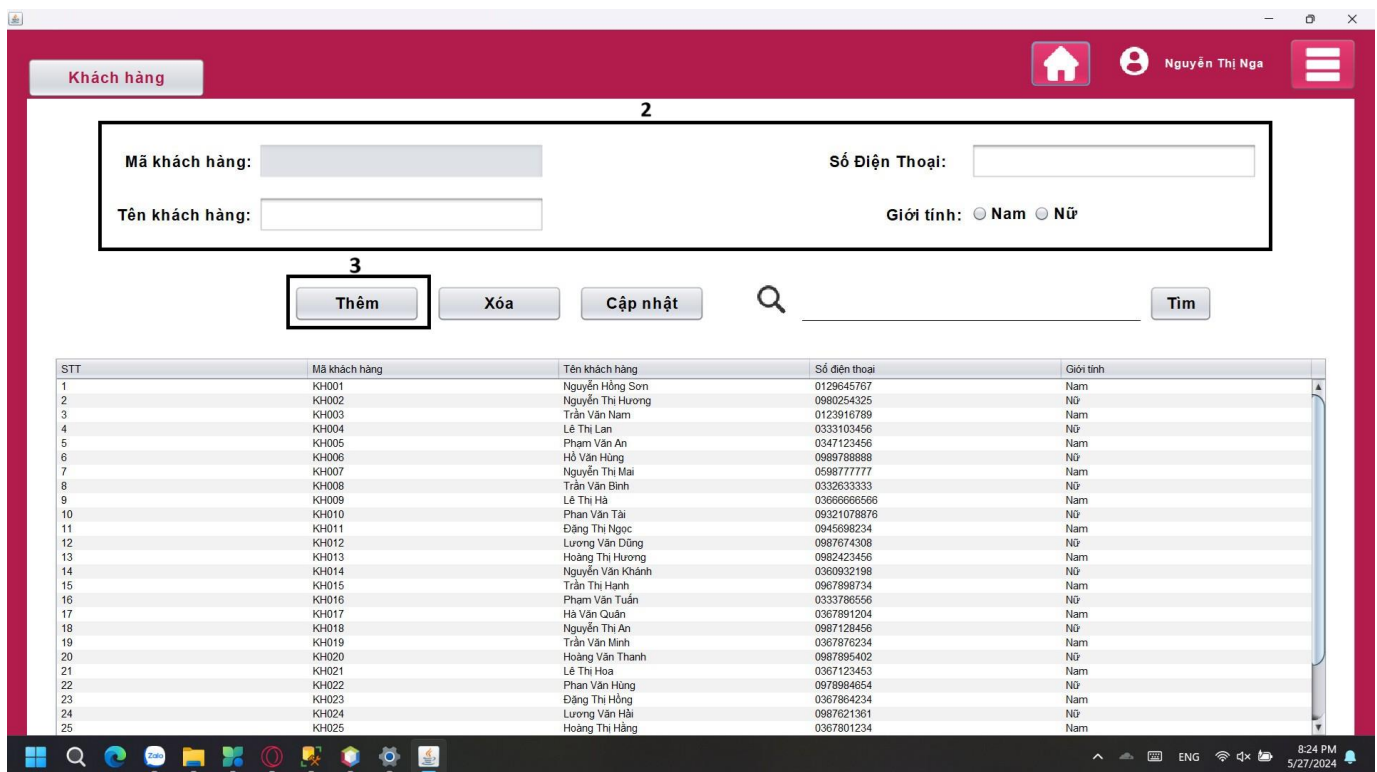 Khách hàng
Nguyễn Thị Nga
2
Mã khách hàng:
Số Điện Thoại:
Tên khách hàng:
Giới tính: Nam Nữ
3
Thêm Xóa Cập nhật Tìm
STT Mã khách hàng Tên khách hàng Số điện thoại Giới tính
1 KH001 Nguyễn Hồng Sơn 0129645767 Nam
2 KH002 Nguyễn Thị Hương 0980254325 Nữ
3 KH003 Trần Văn Nam 0123916789 Nam
4 KH004 Lê Thị Lan 0333103456 Nữ
5 KH005 Phạm Văn An 0347123456 Nam
6 KH006 Hồ Văn Hùng 0989788888 Nữ
7 KH007 Nguyễn Thị Mai 0598777777 Nam
8 KH008 Trần Văn Bình 0332633333 Nữ
9 KH009 Lê Thị Hà 03666666566 Nam
10 KH010 Phan Văn Tài 09321078876 Nữ
11 KH011 Đặng Thị Ngọc 0945698234 Nam
12 KH012 Lương Văn Dũng 0987674308 Nữ
13 KH013 Hoàng Thị Hương 0982423456 Nam
14 KH014 Nguyễn Văn Khánh 0360932198 Nữ
15 KH015 Trần Thị Hạnh 0967898734 Nam
16 KH016 Phạm Văn Tuấn 0333786556 Nữ
17 KH017 Hà Văn Quân 0367891204 Nam
18 KH018 Nguyễn Thị An 0987128456 Nữ
19 KH019 Trần Văn Minh 0367876234 Nam
20 KH020 Hoàng Văn Thanh 0987895402 Nữ
21 KH021 Lê Thị Hoa 0367123453 Nam
22 KH022 Phan Văn Hùng 0978984654 Nữ
23 KH023 Đặng Thị Hồng 0367864234 Nam
24 KH024 Lương Văn Hải 0987621361 Nữ
25 KH025 Hoàng Thị Hằng 0367801234 Nam
Zalo ENG 8:24 PM
5/27/2024